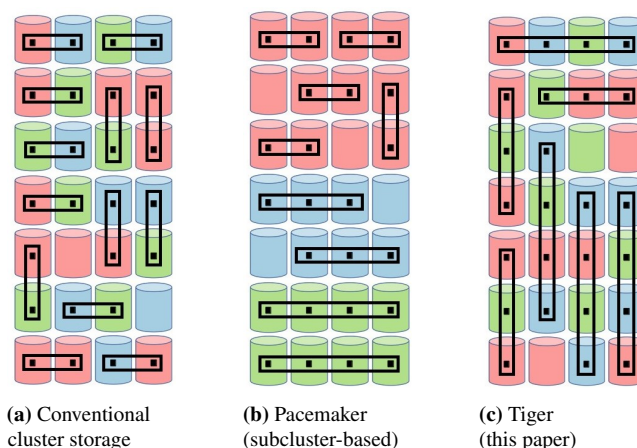 (a) Conventional
cluster storage
(b) Pacemaker
(subcluster-based)
(c) Tiger
(this paper)